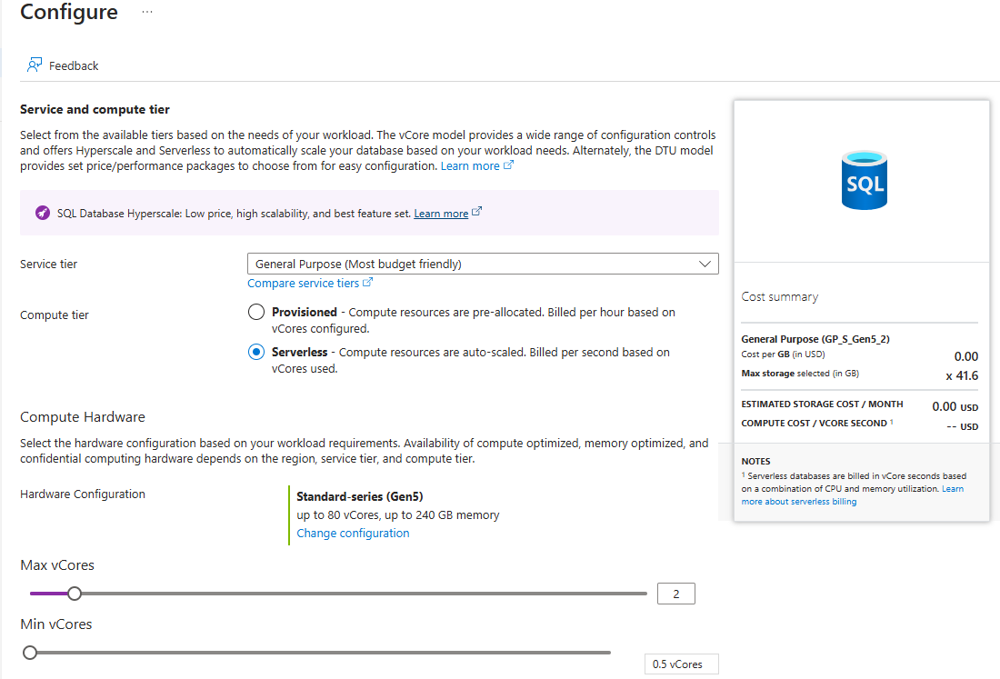 Configure ...
Feedback
Service and compute tier
Select from the available tiers based on the needs of your workload. The vCore model provides a wide range of configuration controls
and offers Hyperscale and Serverless to automatically scale your database based on your workload needs. Alternately, the DTU model
provides set price/performance packages to choose from for easy configuration. Learn more
SQL Database Hyperscale: Low price, high scalability, and best feature set. Learn more
Service tier
General Purpose (Most budget friendly)
Compare service tiers
Compute tier
Provisioned - Compute resources are pre-allocated. Billed per hour based on
vCores configured.
Serverless - Compute resources are auto-scaled. Billed per second based on
vCores used.
Compute Hardware
Select the hardware configuration based on your workload requirements. Availability of compute optimized, memory optimized, and
confidential computing hardware depends on the region, service tier, and compute tier.
Hardware Configuration
Standard-series (Gen5)
up to 80 vCores, up to 240 GB memory
Change configuration
Max vCores
2
Min vCores
0.5 vCores
SQL
Cost summary
General Purpose (GP_S_Gen5_2)
Cost per GB (in USD) 0.00
Max storage selected (in GB) x 41.6
ESTIMATED STORAGE COST / MONTH 0.00 USD
COMPUTE COST / VCORE SECOND 1 -- USD
NOTES
1 Serverless databases are billed in vCore seconds based
on a combination of CPU and memory utilization. Learn
more about serverless billing